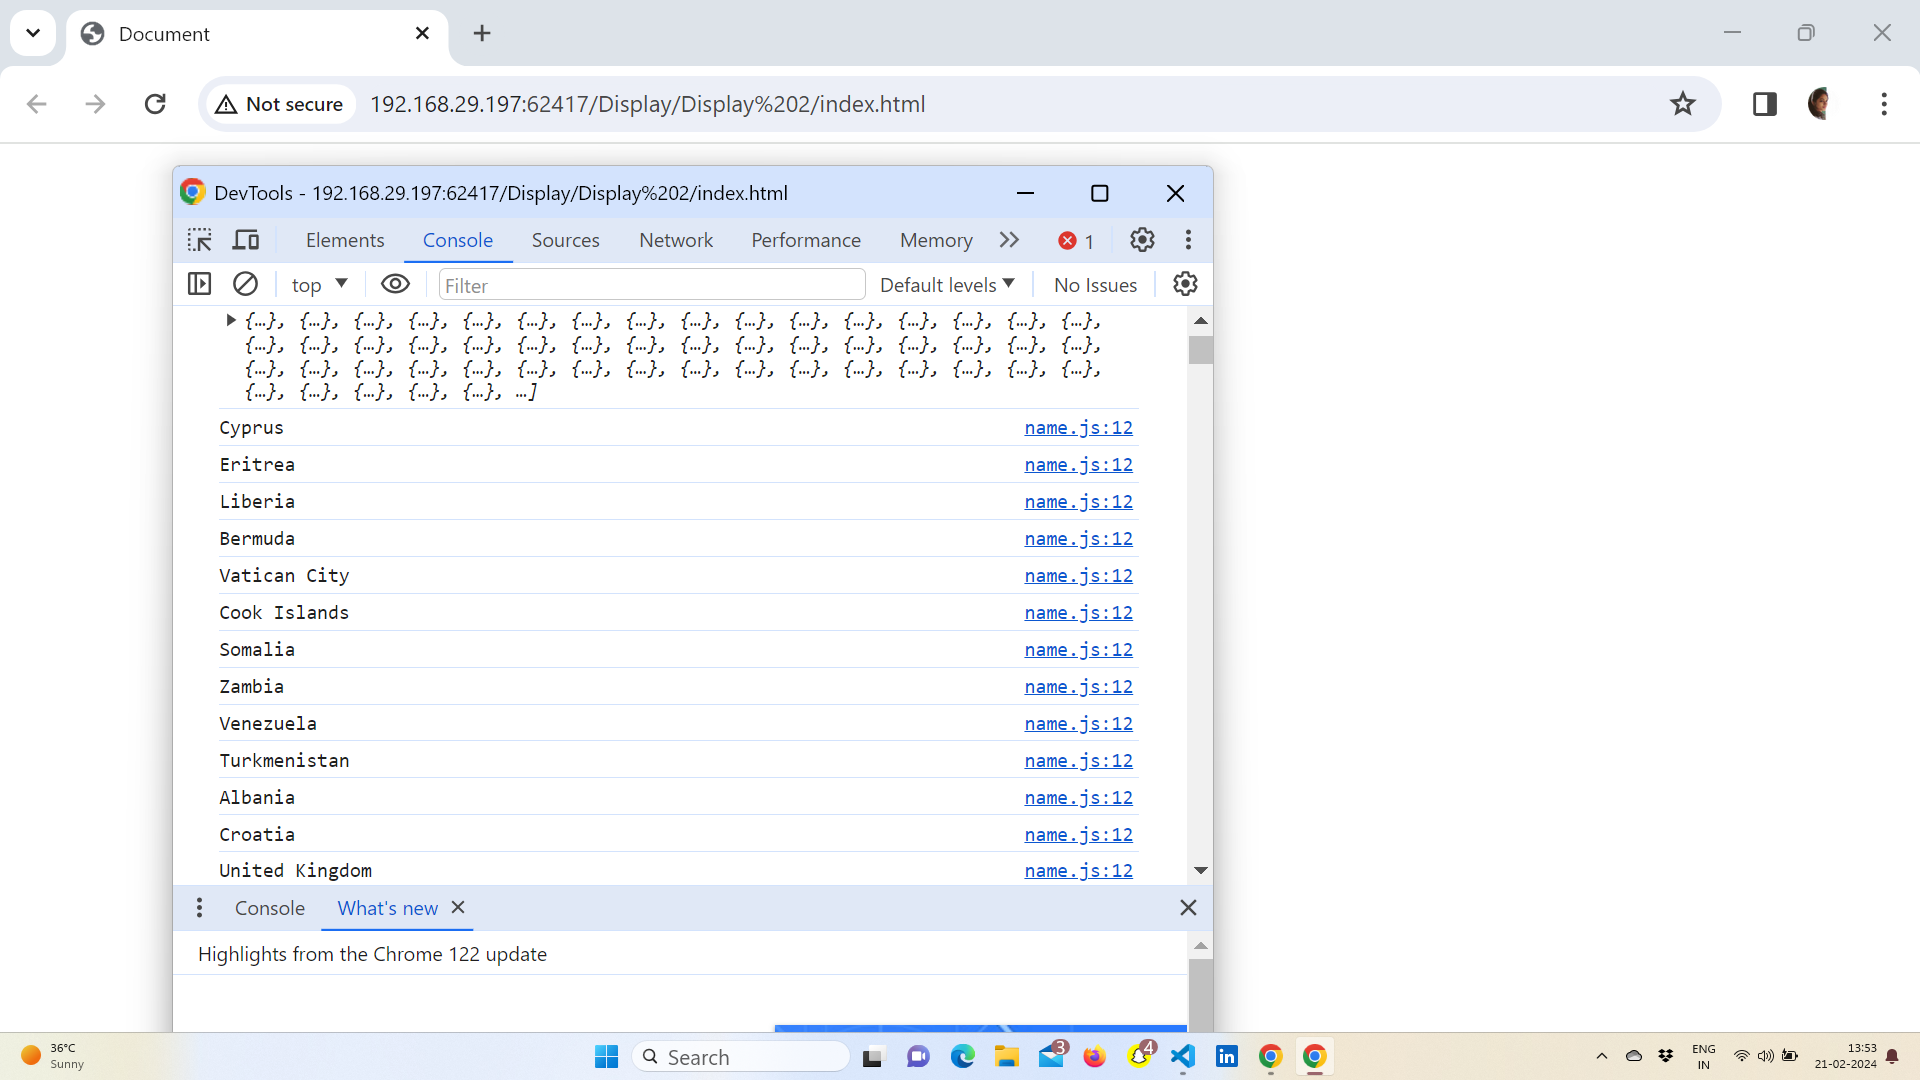 Document
Not secure 192.168.29.197:62417/Display/Display%202/index.html
DevTools - 192.168.29.197:62417/Display/Display%202/index.html
Elements Console Sources Network Performance Memory 1
top Filter Default levels No Issues
{…}, {…}, {…}, {…}, {…}, {…}, {…}, {…}, {…}, {…}, {…}, {…}, {…}, {…}, {…}, {…},
{…}, {…}, {…}, {…}, {…}, {…}, {…}, {…}, {…}, {…}, {…}, {…}, {…}, {…}, {…}, {…},
{…}, {…}, {…}, {…}, {…}, {…}, {…}, {…}, {…}, {…}, {…}, {…}, {…}, {…}, {…}, {…},
{…}, {…}, {…}, {…}, {…}, …]
Cyprus name.js:12
Eritrea name.js:12
Liberia name.js:12
Bermuda name.js:12
Vatican City name.js:12
Cook Islands name.js:12
Somalia name.js:12
Zambia name.js:12
Venezuela name.js:12
Turkmenistan name.js:12
Albania name.js:12
Croatia name.js:12
United Kingdom name.js:12
Console What's new
Highlights from the Chrome 122 update
36°C
Sunny
Search
3
4
ENG
IN
13:53
21-02-2024